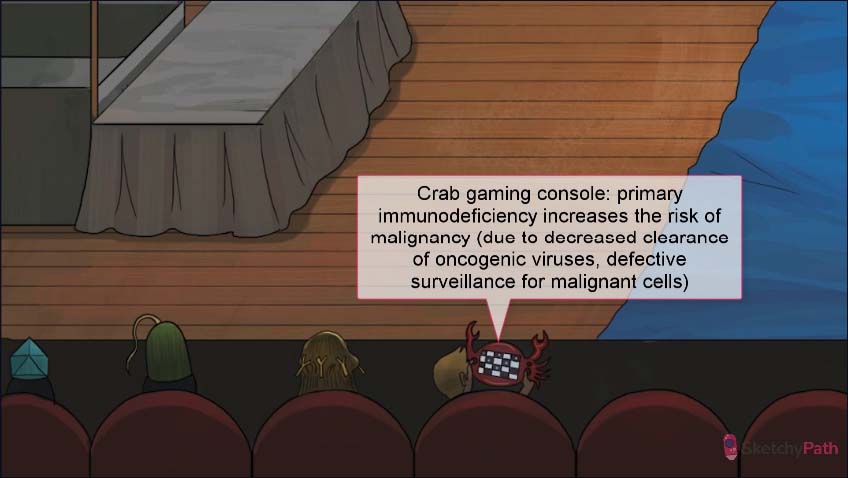 Crab gaming console: primary
immunodeficiency increases the risk of
malignancy (due to decreased clearance
of oncogenic viruses, defective
surveillance for malignant cells)
SketchyPath